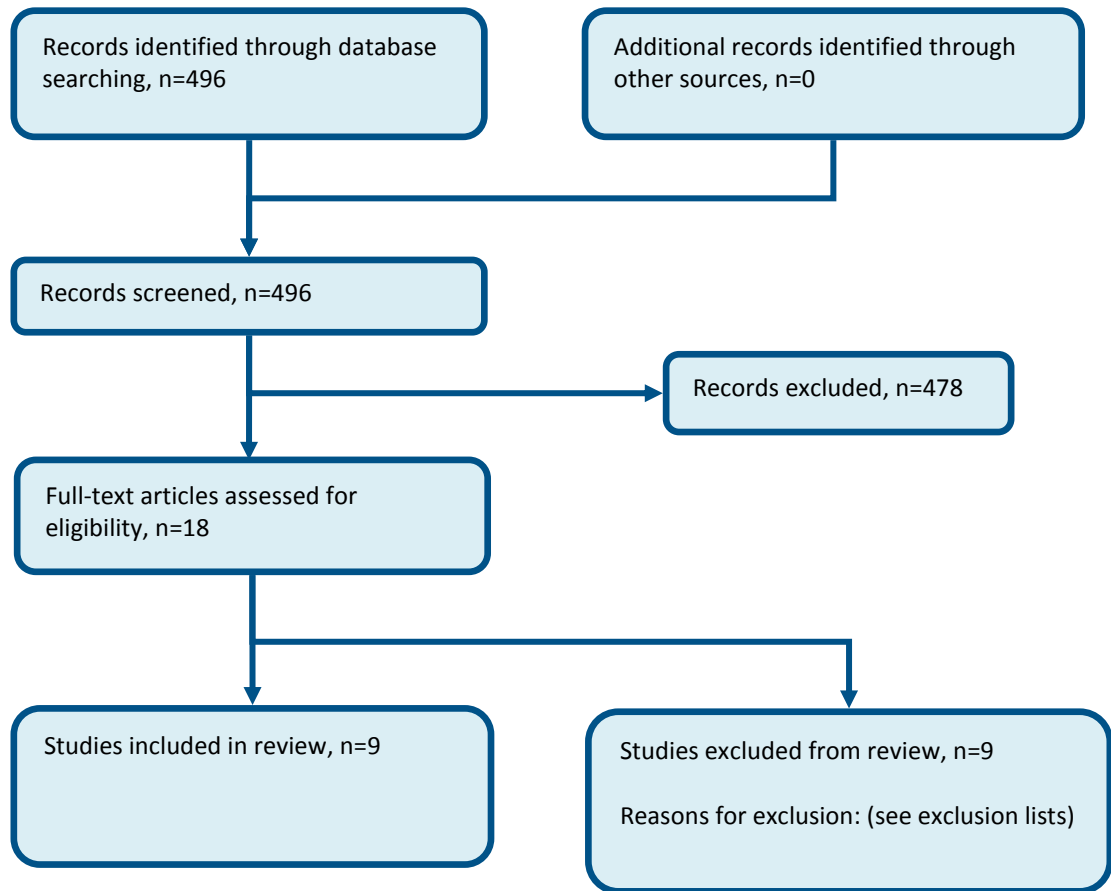 Records identified through database
searching, n=496
Additional records identified through
other sources, n=0
Records screened, n=496
Records excluded, n=478
Full-text articles assessed for
eligibility, n=18
Studies included in review, n=9
Studies excluded from review, n=9
Reasons for exclusion: (see exclusion lists)